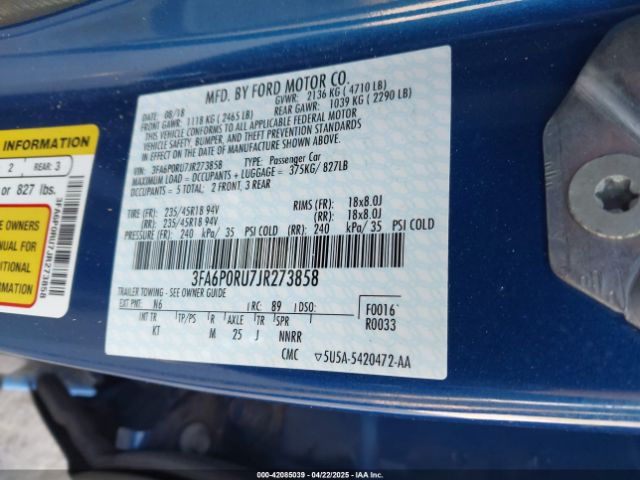 MFD. BY FORD MOTOR CO.
DATE: 08/18 GVWR: 2136 KG ( 4710 LB)
FRONT GAWR: 1118 KG ( 2465 LB) REAR GAWR: 1039 KG ( 2290 LB)
THIS VEHICLE CONFORMS TO ALL APPLICABLE FEDERAL MOTOR
VEHICLE SAFETY, BUMPER, AND THEFT PREVENTION STANDARDS
IN EFFECT ON THE DATE OF MANUFACTURE SHOWN ABOVE.
VIN: 3FA6P0RU7JR273858 TYPE: Passenger Car
MAXIMUM LOAD = OCCUPANTS + LUGGAGE = 375KG/ 827LB
OCCUPANTS = 5 TOTAL: 2 FRONT, 3 REAR
TIRE (FR): 235/45R18 94V RIMS (FR): 18x8.0J
(RR): 235/45R18 94V (RR): 18x8.0J
PRESSURE (FR): 240 kPa/ 35 PSI COLD (RR): 240 kPa/ 35 PSI COLD
3FA6P0RU7JR273858
TRAILER TOWING - SEE OWNER GUIDE
EXT PNT: N6 RC: 89 DSO: F0016
R0033
INT TR TP/PS R AXLE TR SPR
KT M 25 J NNRR
CMC 5U5A-5420472-AA
INFORMATION
2 REAR: 3
or 827 lbs.
OWNERS
MANUAL FOR
ADDITIONAL
INFORMATION
3FA6P0RU7JR273858
000-42085039 - 04/22/2025 - IAAI.com